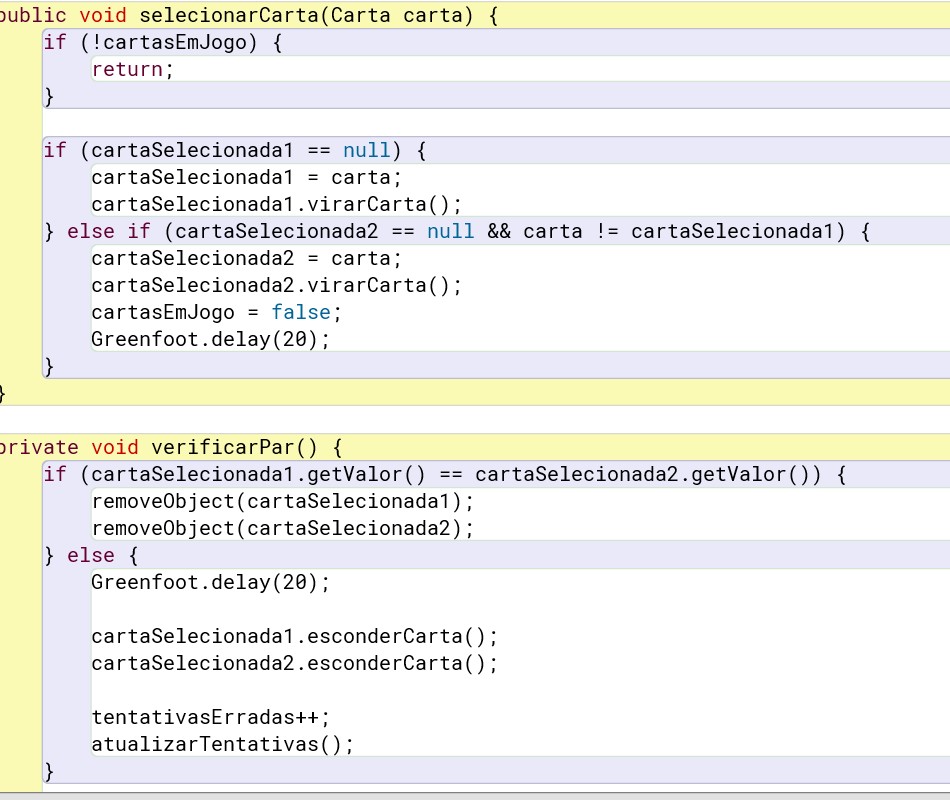 public void selecionarCarta(Carta carta) {
if (!cartasEmJogo) {
return;
}
if (cartaSelecionada1 == null) {
cartaSelecionada1 = carta;
cartaSelecionada1.virarCarta();
} else if (cartaSelecionada2 == null && carta != cartaSelecionada1) {
cartaSelecionada2 = carta;
cartaSelecionada2.virarCarta();
cartasEmJogo = false;
Greenfoot.delay(20);
}
}
private void verificarPar() {
if (cartaSelecionada1.getValor() == cartaSelecionada2.getValor()) {
removeObject(cartaSelecionada1);
removeObject(cartaSelecionada2);
} else {
Greenfoot.delay(20);
cartaSelecionada1.esconderCarta();
cartaSelecionada2.esconderCarta();
tentativasErradas++;
atualizarTentativas();
}